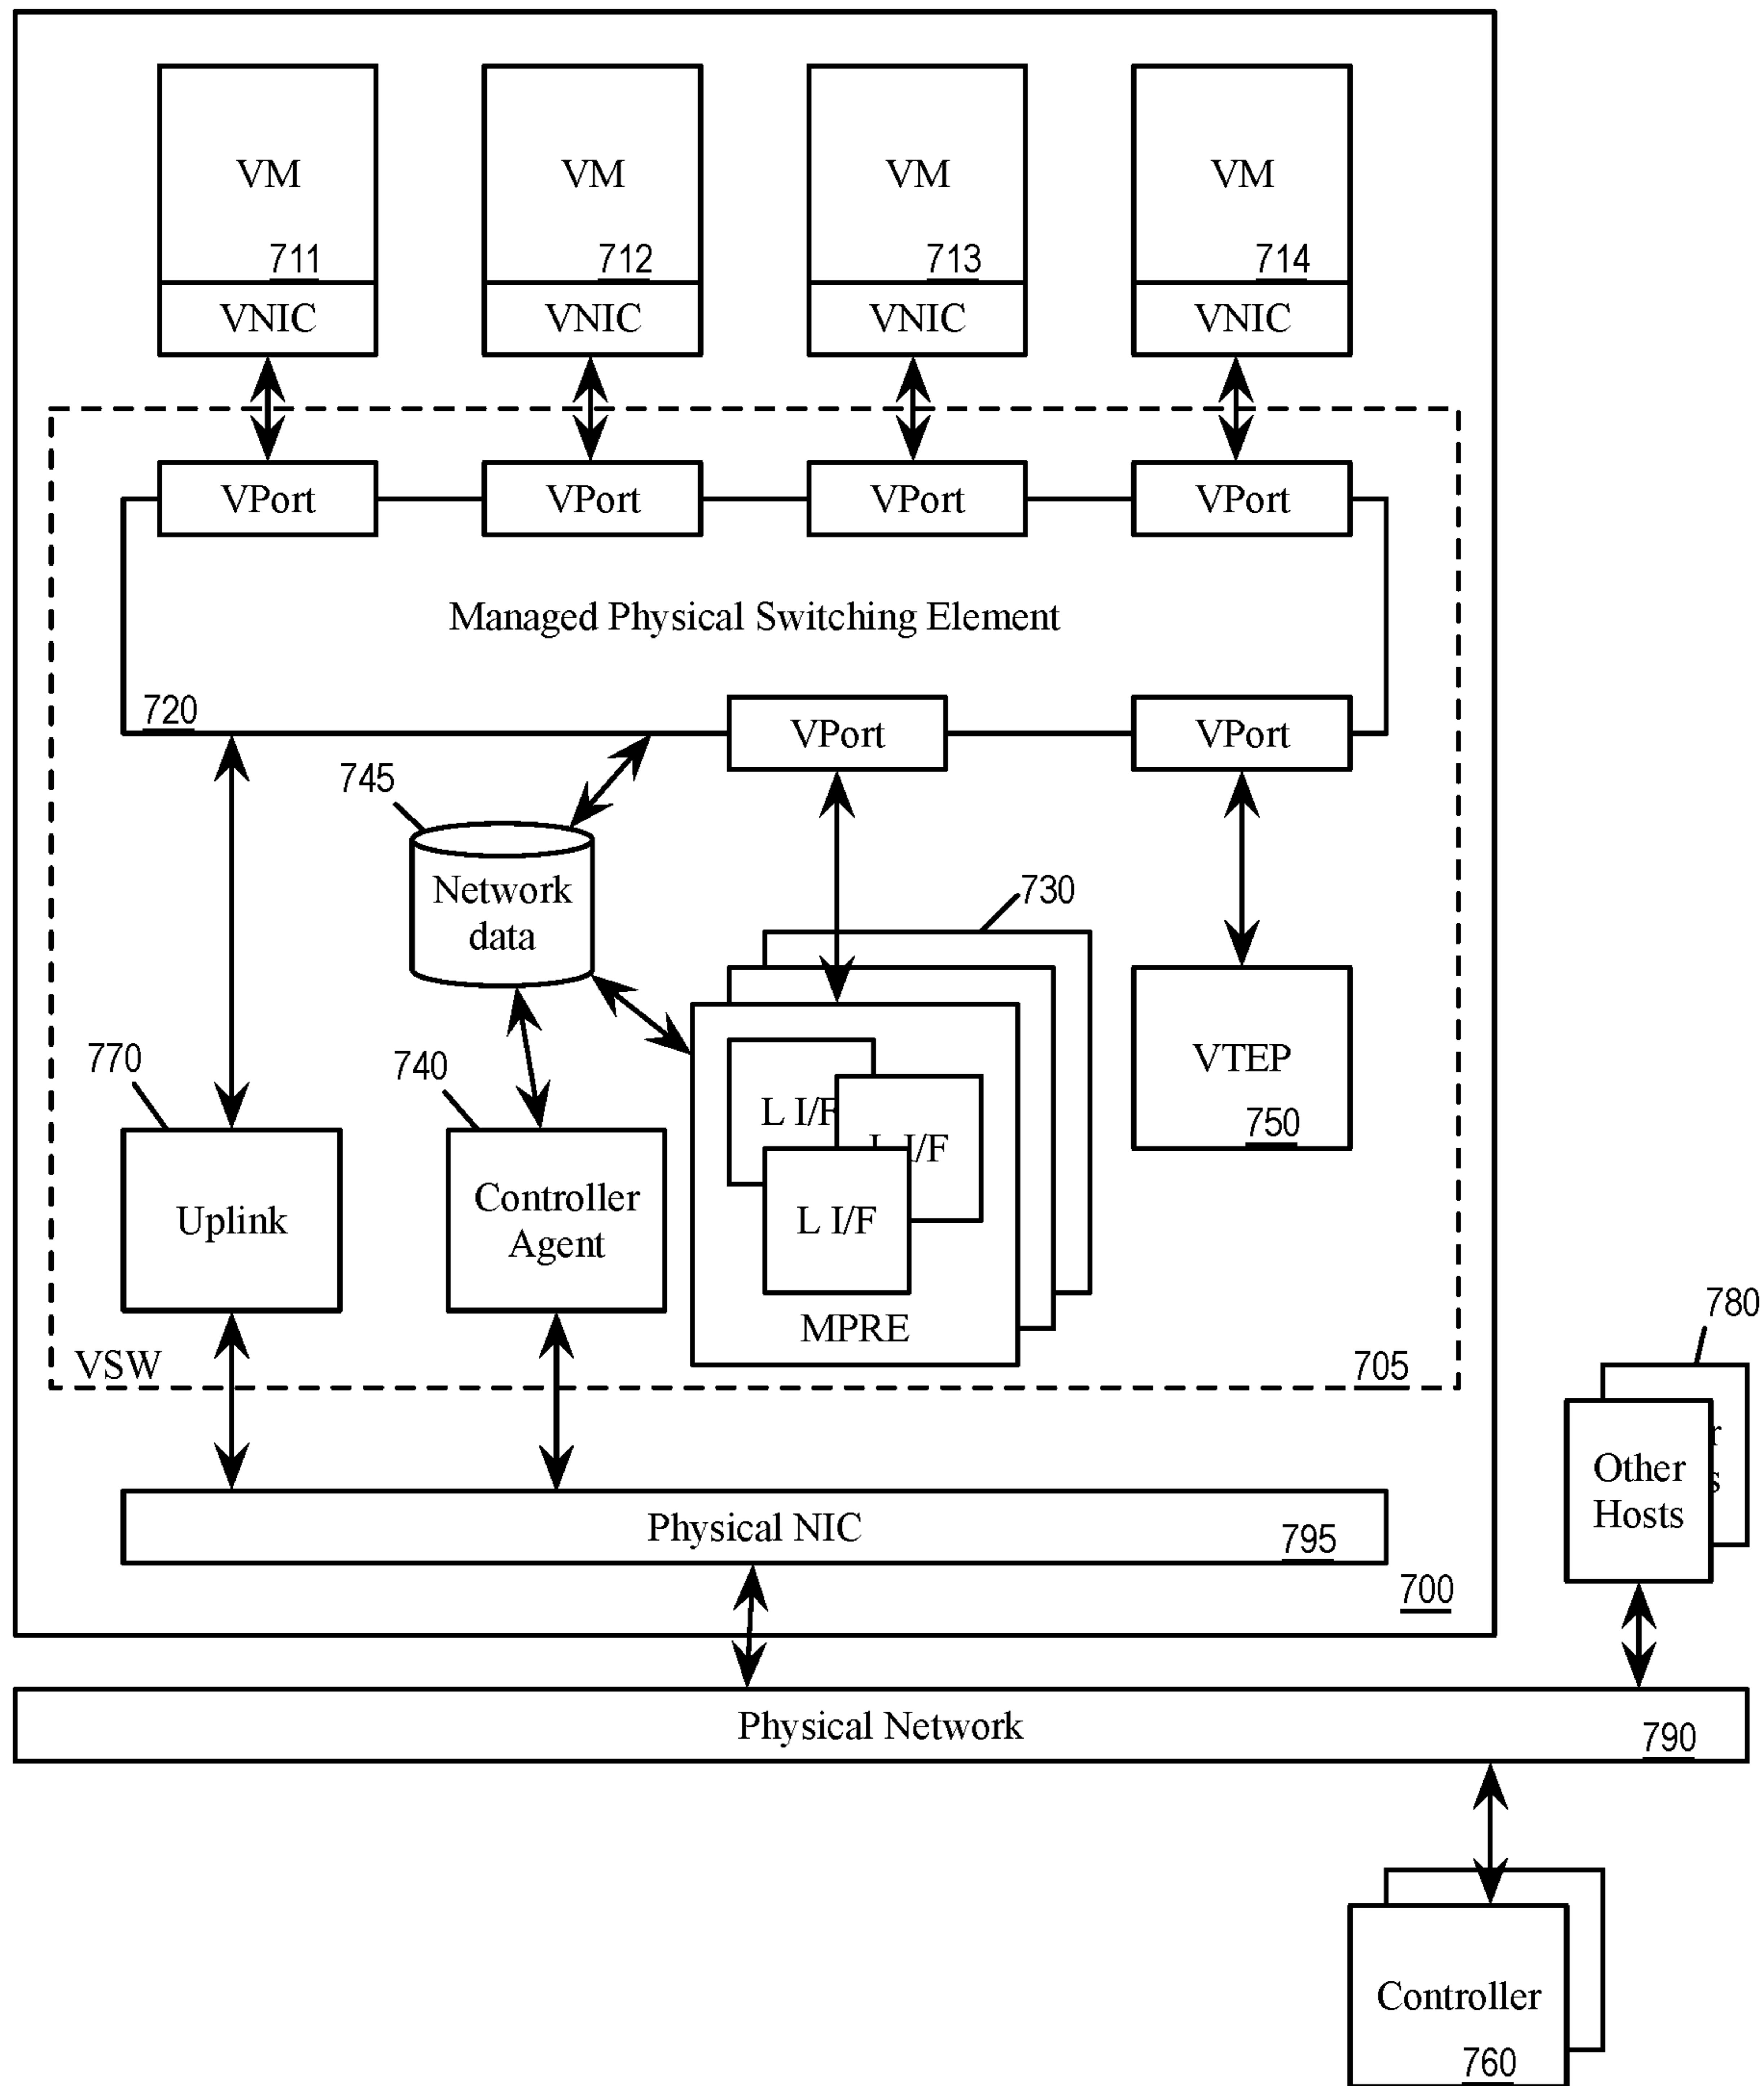 VM
711
VNIC
VM
712
VNIC
VM
713
VNIC
VM
714
VNIC
VPort
VPort
VPort
VPort
Managed Physical Switching Element
720
VPort
VPort
745
Network
data
730
770
740
Uplink
Controller
Agent
L I/F
L I/F
L I/F
MPRE
VTEP
750
VSW
705
780
Other
Hosts
Physical NIC
795
700
Physical Network
790
Controller
760